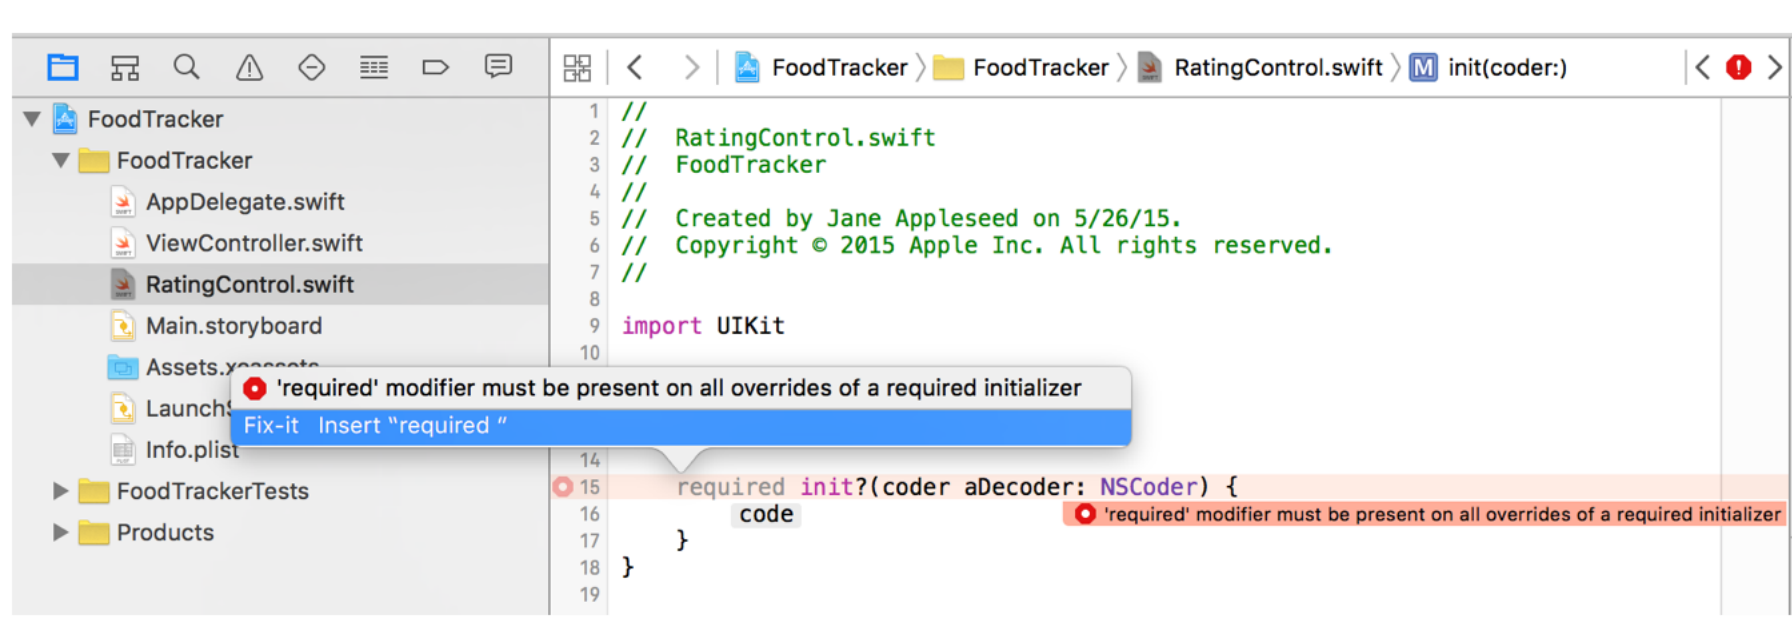 FoodTracker FoodTracker RatingControl.swift M init(coder:)
FoodTracker
FoodTracker
AppDelegate.swift
ViewController.swift
RatingControl.swift
Main.storyboard
Assets.xcassets
Launch
Info.plist
FoodTrackerTests
Products
1 //
2 // RatingControl.swift
3 // FoodTracker
4 //
5 // Created by Jane Appleseed on 5/26/15.
6 // Copyright © 2015 Apple Inc. All rights reserved.
7 //
8
9 import UIKit
10
'required' modifier must be present on all overrides of a required initializer
Fix-it Insert “required ”
14
15 required init?(coder aDecoder: NSCoder) {
16 code 'required' modifier must be present on all overrides of a required initializer
17 }
18 }
19